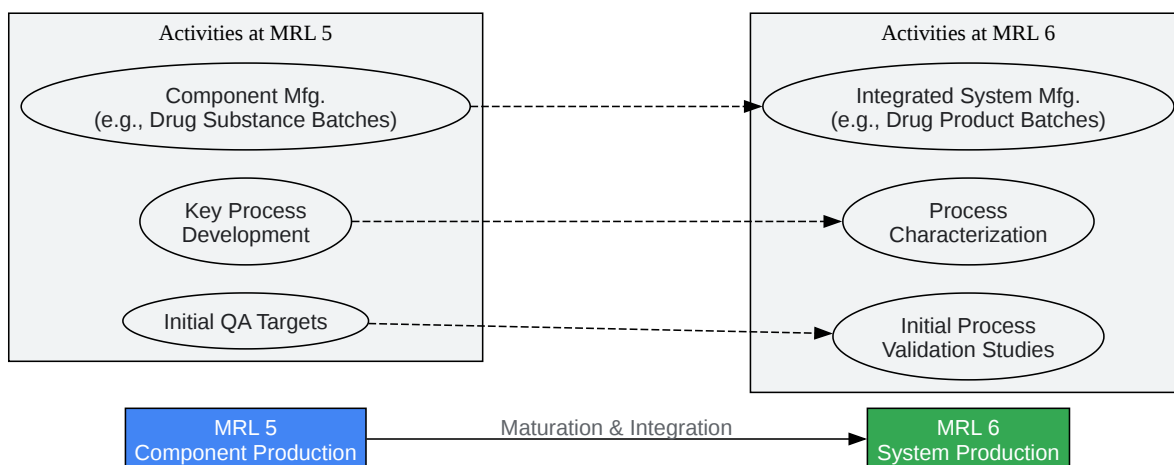 Activities at MRL 5
Component Mfg.
(e.g., Drug Substance Batches)
Key Process
Development
Initial QA Targets
Activities at MRL 6
Integrated System Mfg.
(e.g., Drug Product Batches)
Process
Characterization
Initial Process
Validation Studies
MRL 5
Component Production
Maturation & Integration
MRL 6
System Production